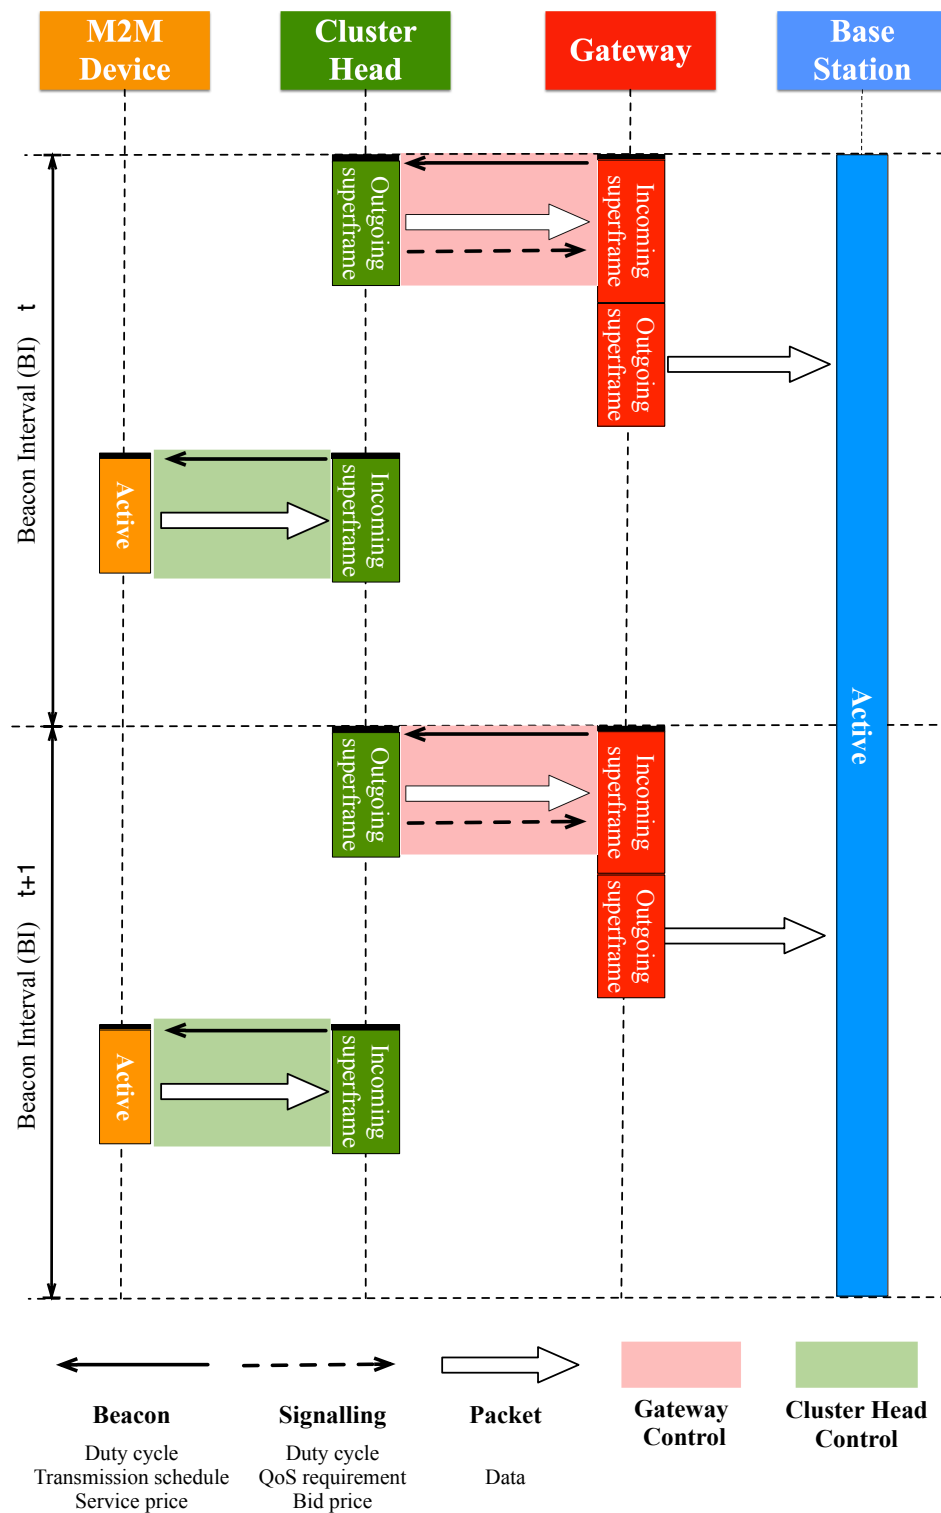 M2M
Device
Cluster
Head
Gateway
Base
Station
Beacon Interval (BI) t
Outgoing
superframe
Incoming
superframe
Outgoing
superframe
Active
Incoming
superframe
Active
Beacon Interval (BI) t+1
Outgoing
superframe
Incoming
superframe
Outgoing
superframe
Active
Incoming
superframe
Beacon
Duty cycle
Transmission schedule
Service price
Signalling
Duty cycle
QoS requirement
Bid price
Packet
Data
Gateway
Control
Cluster Head
Control